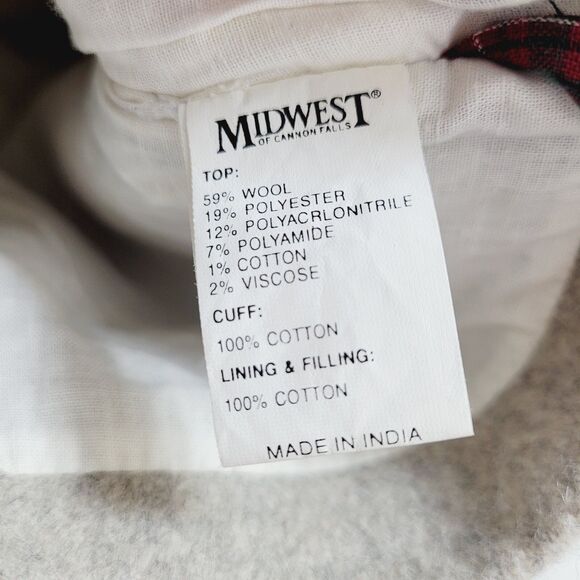 MIDWEST®
OF CANNON FALLS
TOP:
59% WOOL
19% POLYESTER
12% POLYACRLONITRILE
7% POLYAMIDE
1% COTTON
2% VISCOSE
CUFF:
100% COTTON
LINING & FILLING:
100% COTTON
MADE IN INDIA